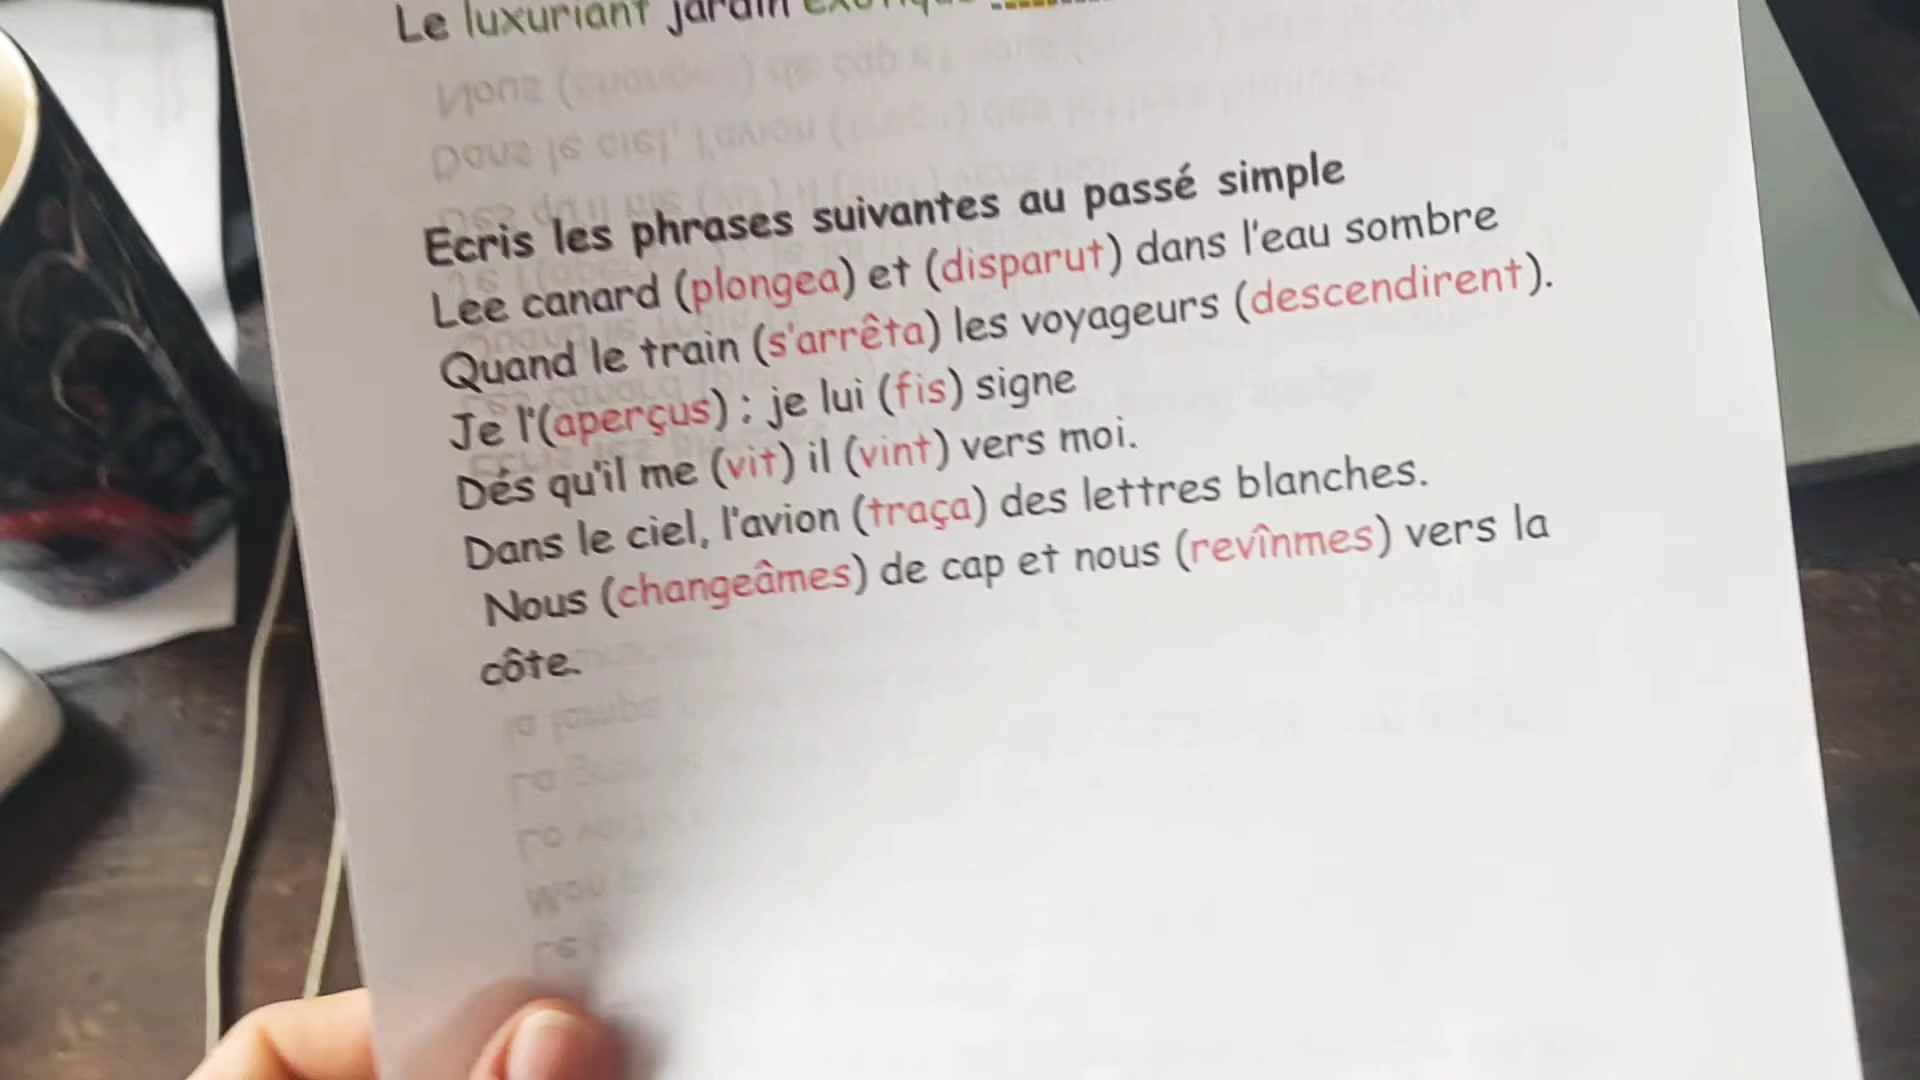 Le luxuriant jardin
Ecris les phrases suivantes au passé simple
Lee canard (plongea) et (disparut) dans l'eau sombre
Quand le train (s'arrêta) les voyageurs (descendirent).
Je l'(aperçus) : je lui (fis) signe
Dés qu'il me (vit) il (vint) vers moi.
Dans le ciel, l'avion (traça) des lettres blanches.
Nous (changeâmes) de cap et nous (revînmes) vers la
côte.